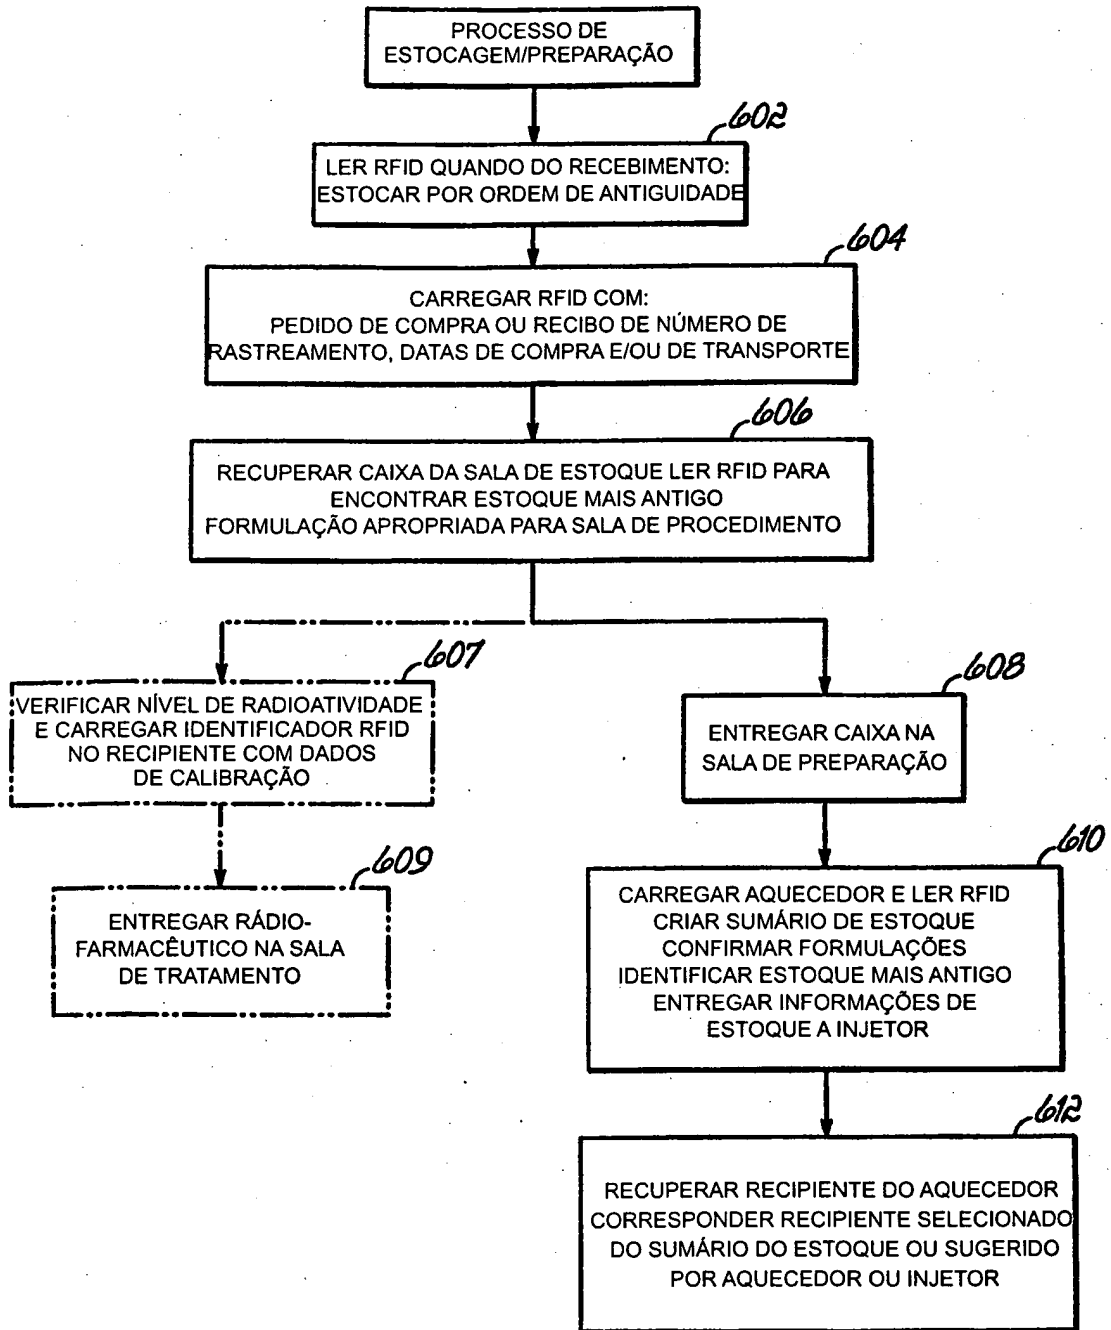 PROCESSO DE
ESTOCAGEM/PREPARAÇÃO
602
LER RFID QUANDO DO RECEBIMENTO:
ESTOCAR POR ORDEM DE ANTIGUIDADE
604
CARREGAR RFID COM:
PEDIDO DE COMPRA OU RECIBO DE NÚMERO DE
RASTREAMENTO, DATAS DE COMPRA E/OU DE TRANSPORTE
606
RECUPERAR CAIXA DA SALA DE ESTOQUE LER RFID PARA
ENCONTRAR ESTOQUE MAIS ANTIGO
FORMULAÇÃO APROPRIADA PARA SALA DE PROCEDIMENTO
607
VERIFICAR NÍVEL DE RADIOATIVIDADE
E CARREGAR IDENTIFICADOR RFID
NO RECIPIENTE COM DADOS
DE CALIBRAÇÃO
609
ENTREGAR RÁDIO-
FARMACÊUTICO NA SALA
DE TRATAMENTO
608
ENTREGAR CAIXA NA
SALA DE PREPARAÇÃO
610
CARREGAR AQUECEDOR E LER RFID
CRIAR SUMÁRIO DE ESTOQUE
CONFIRMAR FORMULAÇÕES
IDENTIFICAR ESTOQUE MAIS ANTIGO
ENTREGAR INFORMAÇÕES DE
ESTOQUE A INJETOR
612
RECUPERAR RECIPIENTE DO AQUECEDOR
CORRESPONDER RECIPIENTE SELECIONADO
DO SUMÁRIO DO ESTOQUE OU SUGERIDO
POR AQUECEDOR OU INJETOR